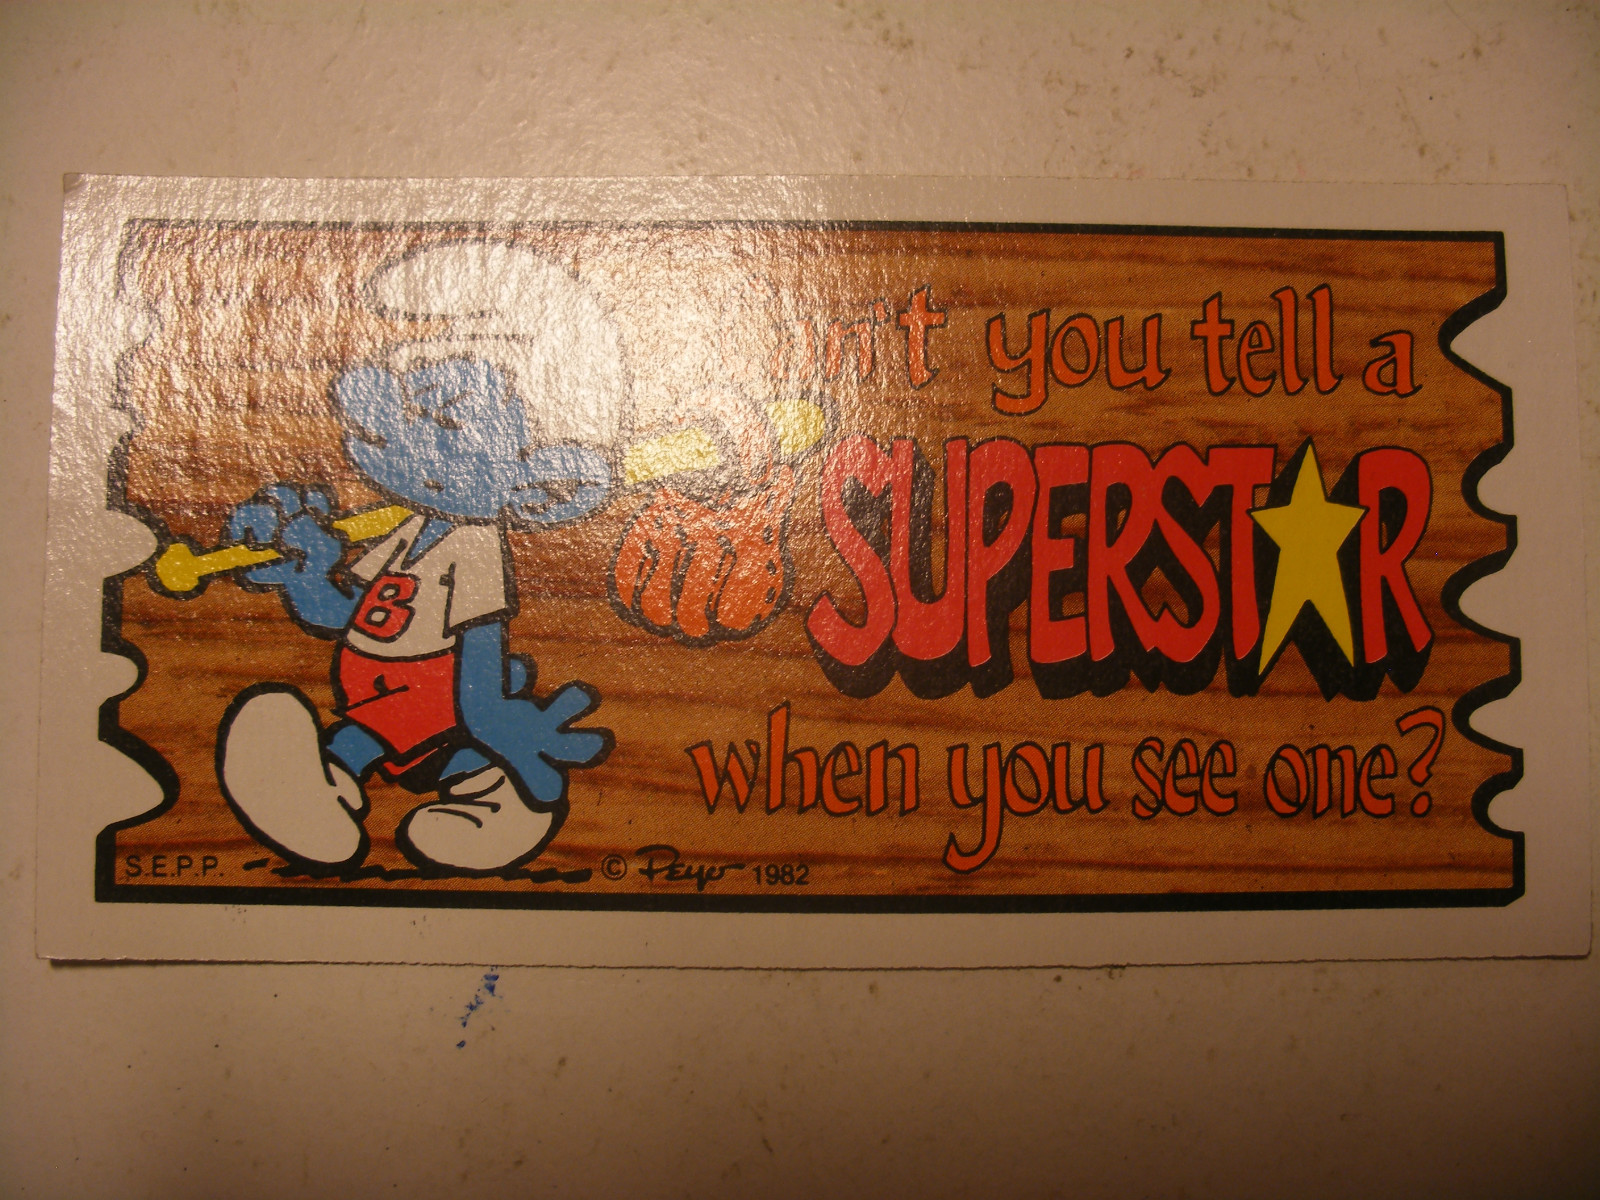 n't you tell a
SUPERSTAR
when you see one?
B
S.E.P.P. © Peyo 1982